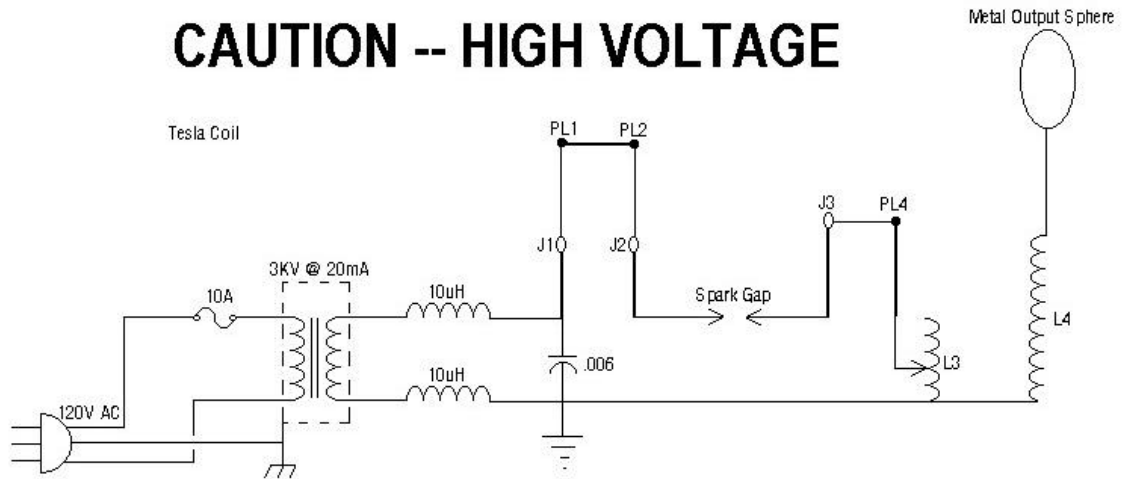 Metal Output Sphere
CAUTION -- HIGH VOLTAGE
Tesla Coil
PL1 PL2
J3 PL4
J1 J2
3KV @ 20mA
10A 10uH Spark Gap
L4
.006 L3
10uH
120V AC